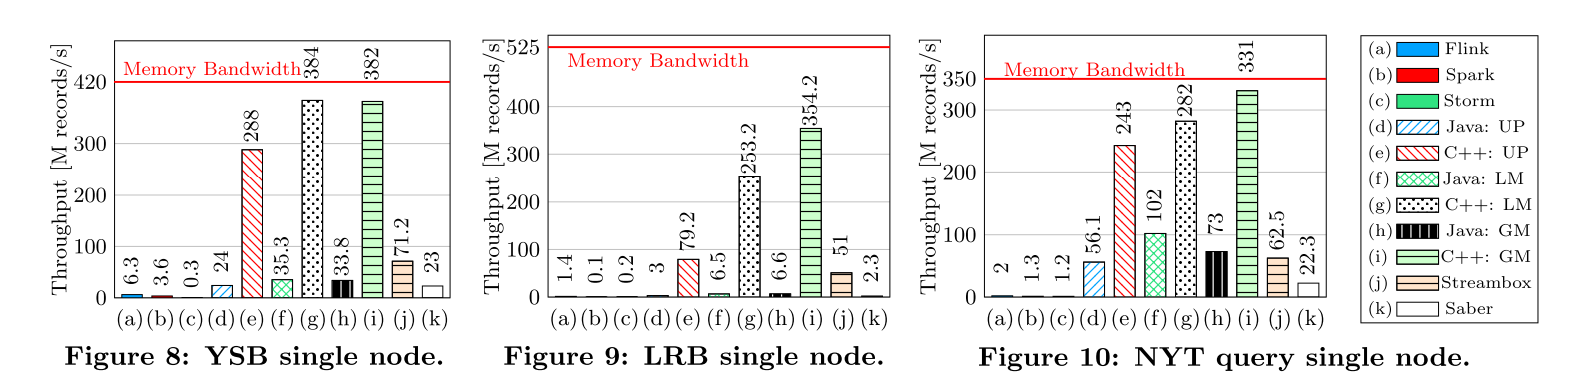 Throughput [M records/s]
420
300
200
100
0
Memory Bandwidth
6.3
3.6
0.3
24
288
35.3
384
33.8
382
71.2
23
(a) (b) (c) (d) (e) (f) (g) (h) (i) (j) (k)
Figure 8: YSB single node.
Throughput [M records/s]
525
400
300
200
100
0
Memory Bandwidth
1.4
0.1
0.2
3
79.2
6.5
253.2
6.6
354.2
51
2.3
(a) (b) (c) (d) (e) (f) (g) (h) (i) (j) (k)
Figure 9: LRB single node.
Throughput [M records/s]
350
300
200
100
0
Memory Bandwidth
2
1.3
1.2
56.1
243
102
282
73
331
62.5
22.3
(a) (b) (c) (d) (e) (f) (g) (h) (i) (j) (k)
Figure 10: NYT query single node.
(a) Flink
(b) Spark
(c) Storm
(d) Java: UP
(e) C++: UP
(f) Java: LM
(g) C++: LM
(h) Java: GM
(i) C++: GM
(j) Streambox
(k) Saber